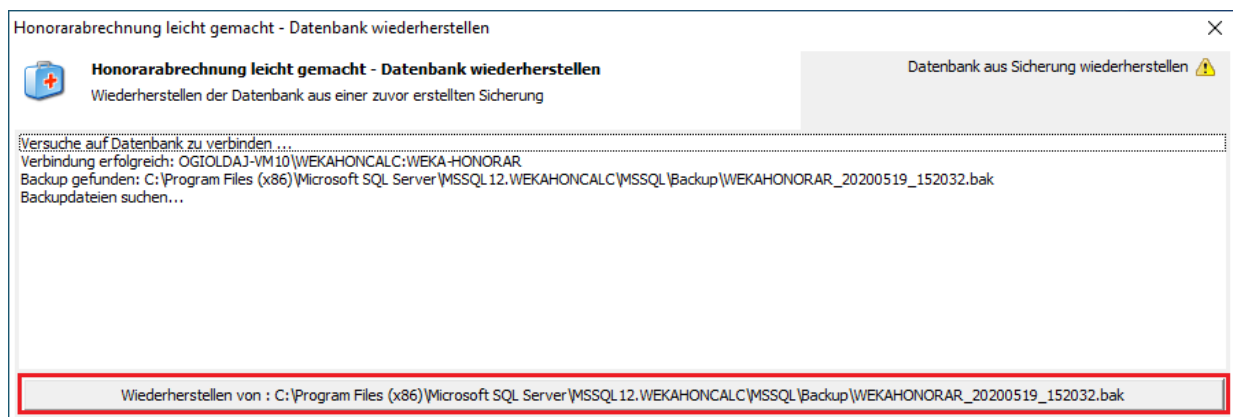 Honorarabrechnung leicht gemacht - Datenbank wiederherstellen
Honorarabrechnung leicht gemacht - Datenbank wiederherstellen
Datenbank aus Sicherung wiederherstellen
Wiederherstellen der Datenbank aus einer zuvor erstellten Sicherung
Versuche auf Datenbank zu verbinden ...
Verbindung erfolgreich: OGIOLDAJ-VM10\WEKAHONCALC:WEKA-HONORAR
Backup gefunden: C:\Program Files (x86)\Microsoft SQL Server\MSSQL12.WEKAHONCALC\MSSQL\Backup\WEKAHONORAR_20200519_152032.bak
Backupdateien suchen...
Wiederherstellen von : C:\Program Files (x86)\Microsoft SQL Server\MSSQL12.WEKAHONCALC\MSSQL\Backup\WEKAHONORAR_20200519_152032.bak